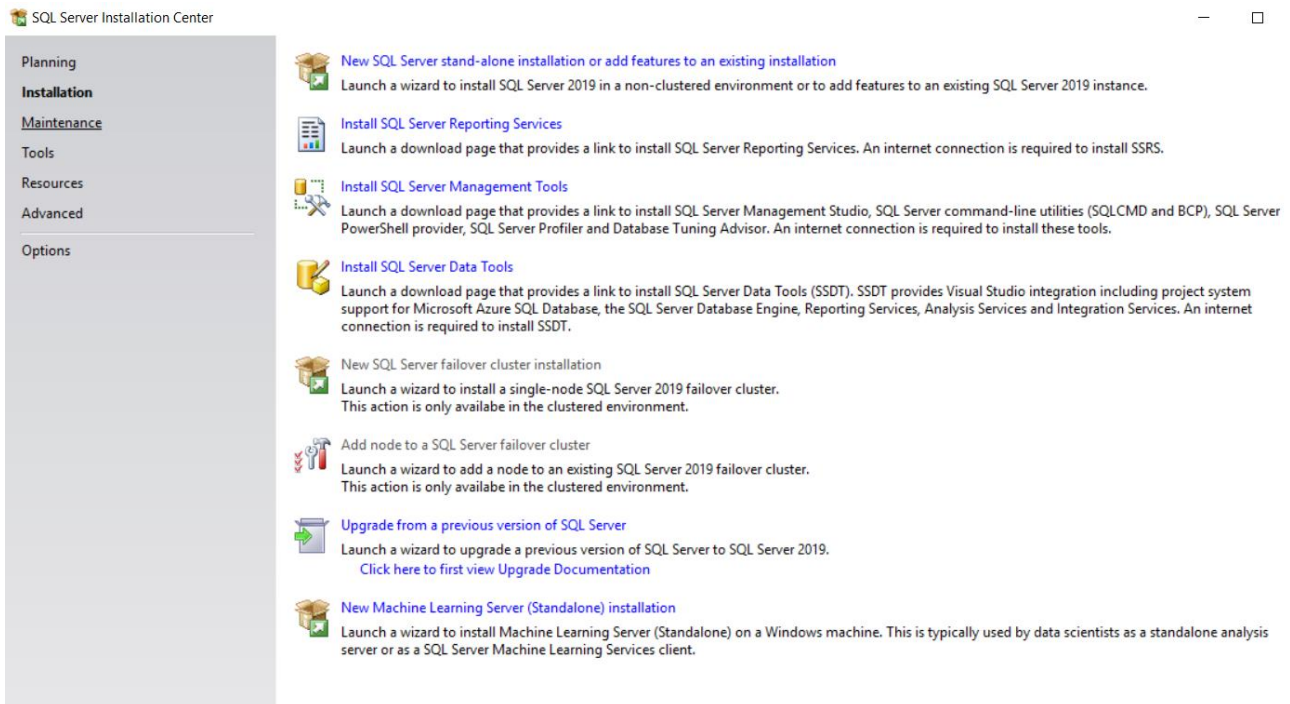 SQL Server Installation Center
Planning
Installation
Maintenance
Tools
Resources
Advanced
Options
New SQL Server stand-alone installation or add features to an existing installation
Launch a wizard to install SQL Server 2019 in a non-clustered environment or to add features to an existing SQL Server 2019 instance.
Install SQL Server Reporting Services
Launch a download page that provides a link to install SQL Server Reporting Services. An internet connection is required to install SSRS.
Install SQL Server Management Tools
Launch a download page that provides a link to install SQL Server Management Studio, SQL Server command-line utilities (SQLCMD and BCP), SQL Server
PowerShell provider, SQL Server Profiler and Database Tuning Advisor. An internet connection is required to install these tools.
Install SQL Server Data Tools
Launch a download page that provides a link to install SQL Server Data Tools (SSDT). SSDT provides Visual Studio integration including project system
support for Microsoft Azure SQL Database, the SQL Server Database Engine, Reporting Services, Analysis Services and Integration Services. An internet
connection is required to install SSDT.
New SQL Server failover cluster installation
Launch a wizard to install a single-node SQL Server 2019 failover cluster.
This action is only availabe in the clustered environment.
Add node to a SQL Server failover cluster
Launch a wizard to add a node to an existing SQL Server 2019 failover cluster.
This action is only availabe in the clustered environment.
Upgrade from a previous version of SQL Server
Launch a wizard to upgrade a previous version of SQL Server to SQL Server 2019.
Click here to first view Upgrade Documentation
New Machine Learning Server (Standalone) installation
Launch a wizard to install Machine Learning Server (Standalone) on a Windows machine. This is typically used by data scientists as a standalone analysis
server or as a SQL Server Machine Learning Services client.